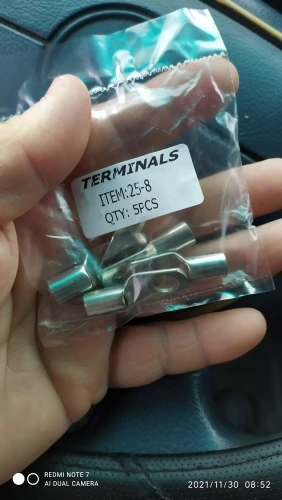 TERMINALS
ITEM:25-8
QTY: 5PCS
REDMI NOTE 7
AI DUAL CAMERA
2021/11/30 08:52